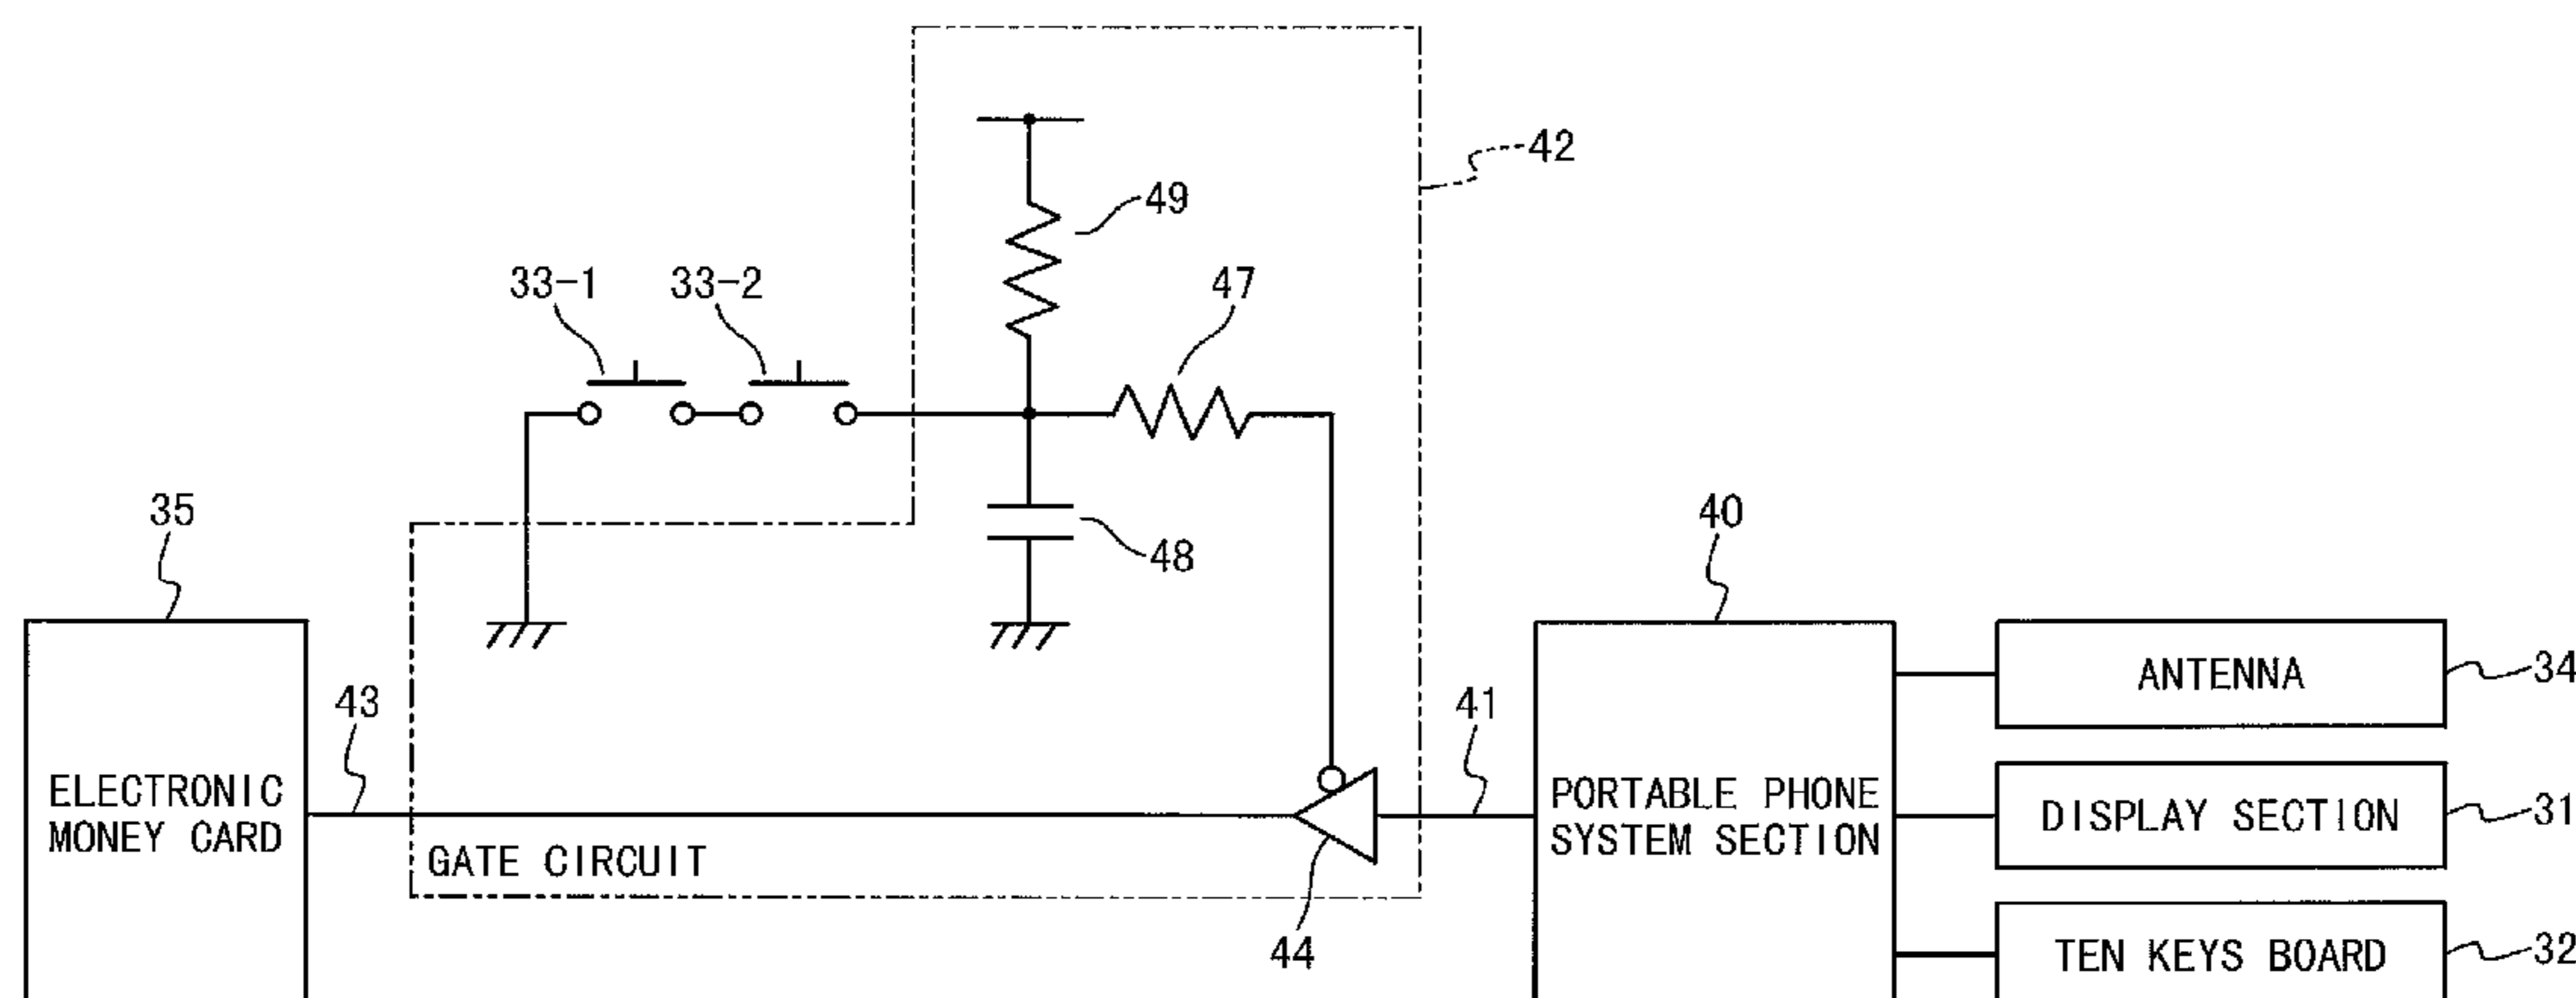 42
49
33-1
33-2
47
35
48
40
ANTENNA
34
43
41
ELECTRONIC
MONEY CARD
PORTABLE PHONE
SYSTEM SECTION
DISPLAY SECTION
31
GATE CIRCUIT
44
TEN KEYS BOARD
32